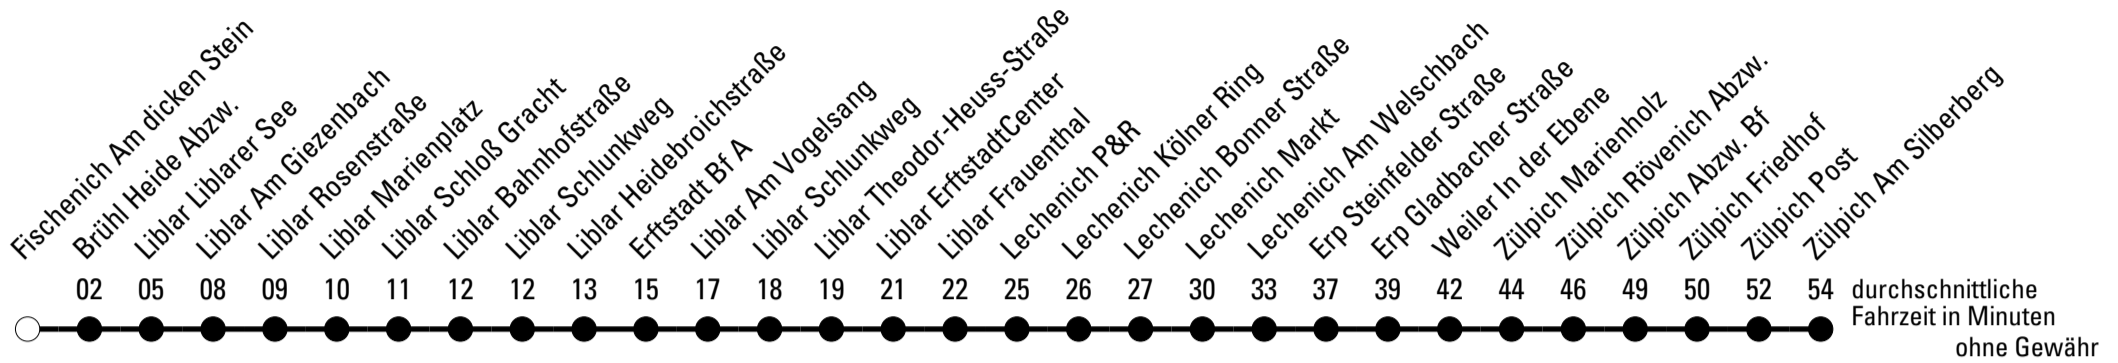 Fischenich Am dicken Stein
Brühl Heide Abzw.
Liblar Liblarer See
Liblar Am Giezenbach
Liblar Rosenstraße
Liblar Marienplatz
Liblar Schloß Gracht
Liblar Bahnhofstraße
Liblar Schlunkweg
Liblar Heidebroichstraße
Erftstadt Bf A
Liblar Am Vogelsang
Liblar Schlunkweg
Liblar Theodor-Heuss-Straße
Liblar ErftstadtCenter
Liblar Frauenthal
Lechenich P&R
Lechenich Kölner Ring
Lechenich Bonner Straße
Lechenich Markt
Lechenich Am Welschbach
Erp Steinfelder Straße
Erp Gladbacher Straße
Weiler In der Ebene
Zülpich Marienholz
Zülpich Rövenich Abzw.
Zülpich Abzw. Bf
Zülpich Friedhof
Zülpich Post
Zülpich Am Silberberg
02 05 08 09 10 11 12 12 13 15 17 18 19 21 22 25 26 27 30 33 37 39 42 44 46 49 50 52 54
durchschnittliche
Fahrzeit in Minuten
ohne Gewähr